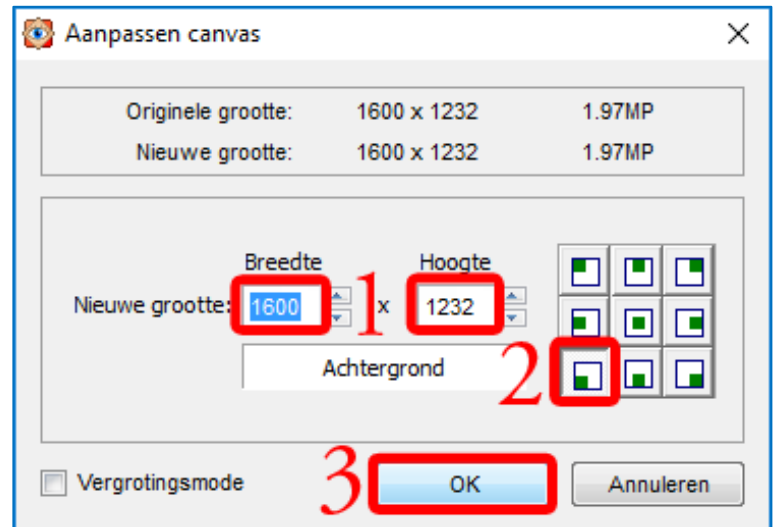 Aanpassen canvas
Originele grootte: 1600 x 1232 1.97MP
Nieuwe grootte: 1600 x 1232 1.97MP
Breedte Hoogte
Nieuwe grootte: 1600 1 x 1232
Achtergrond 2
Vergrotingsmode 3 OK Annuleren